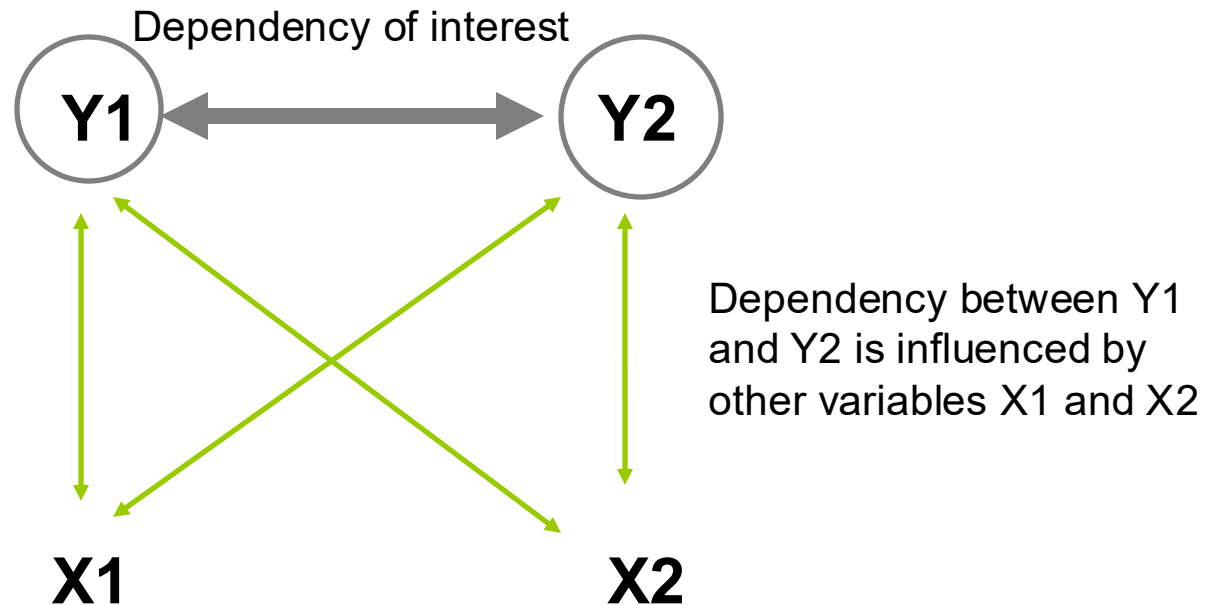 Dependency of interest
Y1
Y2
Dependency between Y1
and Y2 is influenced by
other variables X1 and X2
X1
X2